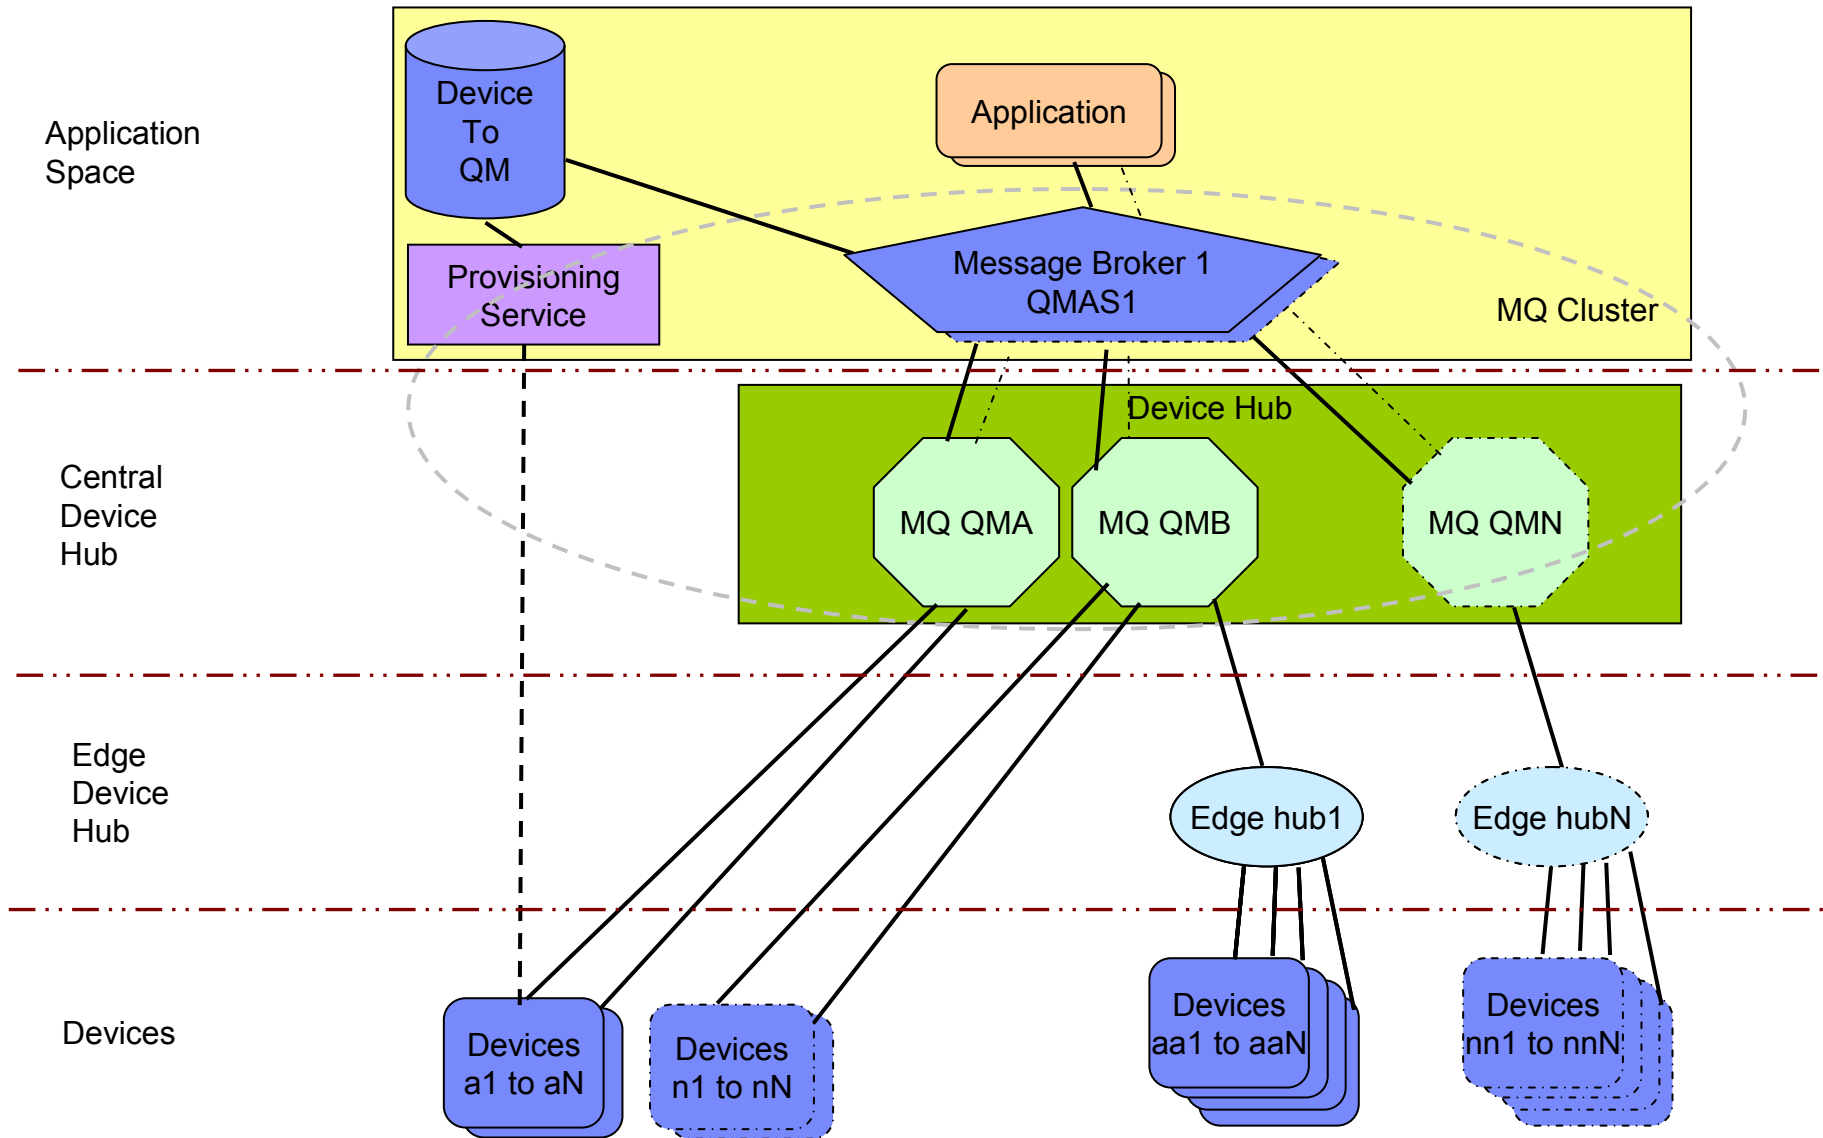 Application
Space
Device
To
QM
Application
Provisioning
Service
Message Broker 1
QMAS1
MQ Cluster
Central
Device
Hub
Device Hub
MQ QMA
MQ QMB
MQ QMN
Edge
Device
Hub
Edge hub1
Edge hubN
Devices
Devices
a1 to aN
Devices
n1 to nN
Devices
aa1 to aaN
Devices
nn1 to nnN